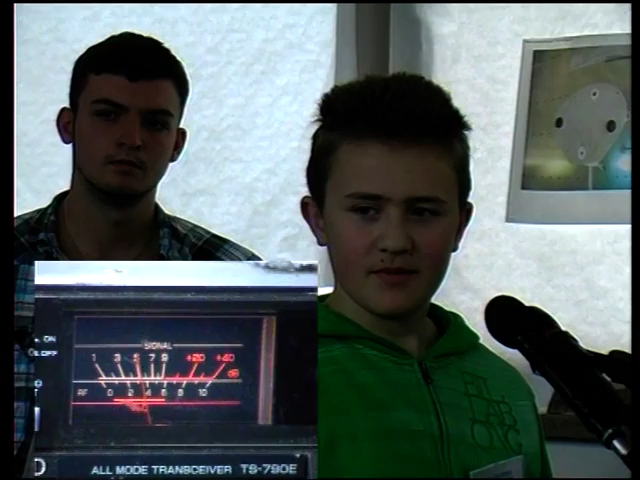 ON
OFF
SIGNAL
1 3 5 7 9 +20 +40
dB
RF 0 2 4 6 8 10
ALL MODE TRANSCEIVER TS-790E